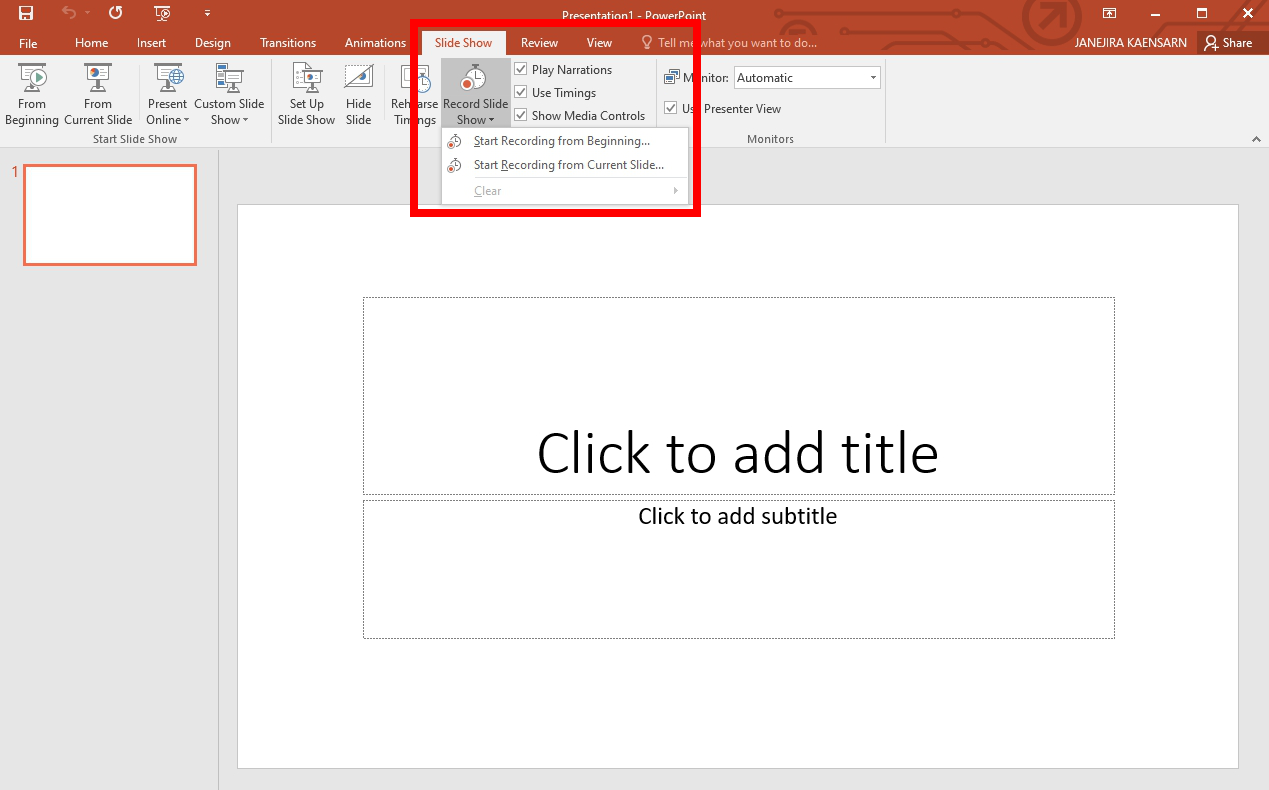 Presentation1 - PowerPoint
File Home Insert Design Transitions Animations Slide Show Review View Tell me what you want to do... JANEJIRA KAENSARN Share
From Beginning
From Current Slide
Present Online
Custom Slide Show
Set Up Slide Show
Hide Slide
Rehearse Timings
Record Slide Show
Play Narrations
Use Timings
Show Media Controls
Monitor: Automatic
Use Presenter View
Start Slide Show
Monitors
Start Recording from Beginning...
Start Recording from Current Slide...
Clear
1
Click to add title
Click to add subtitle